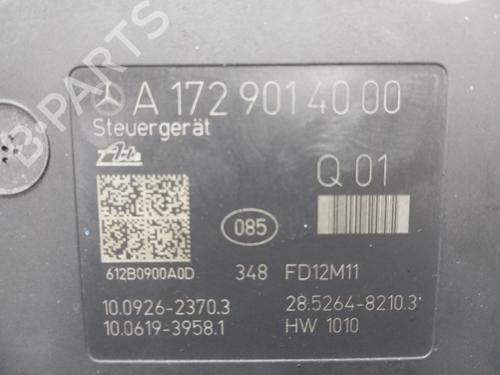 A 172 901 40 00
Steuergerät
Ate
Q 01
085
612B0900A0D
348 FD12M11
10.0926-2370.3
28.5264-8210.3
10.0619-3958.1
HW 1010
B-PARTS